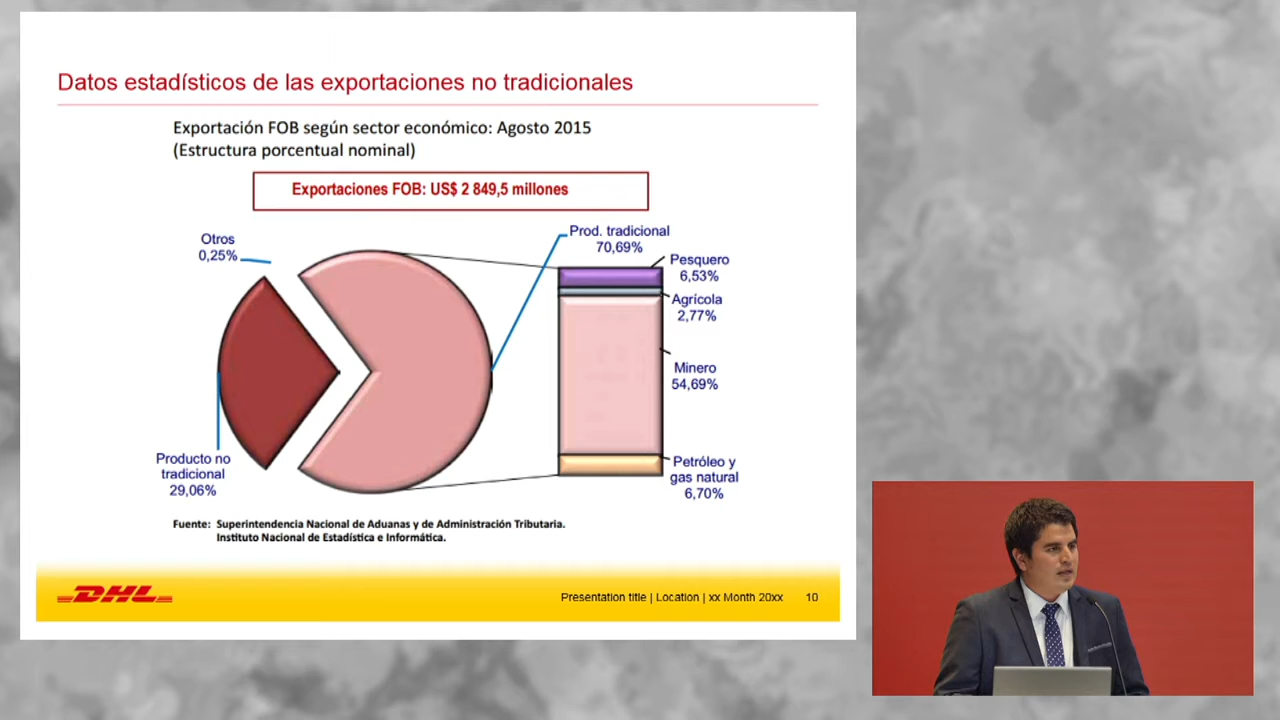 Datos estadísticos de las exportaciones no tradicionales
Exportación FOB según sector económico: Agosto 2015
(Estructura porcentual nominal)
Exportaciones FOB: US$ 2 849,5 millones
Otros
0,25%
Prod. tradicional
70,69%
Pesquero
6,53%
Agrícola
2,77%
Minero
54,69%
Producto no
tradicional
29,06%
Petróleo y
gas natural
6,70%
Fuente: Superintendencia Nacional de Aduanas y de Administración Tributaria.
Instituto Nacional de Estadística e Informática.
DHL
Presentation title | Location | xx Month 20xx 10